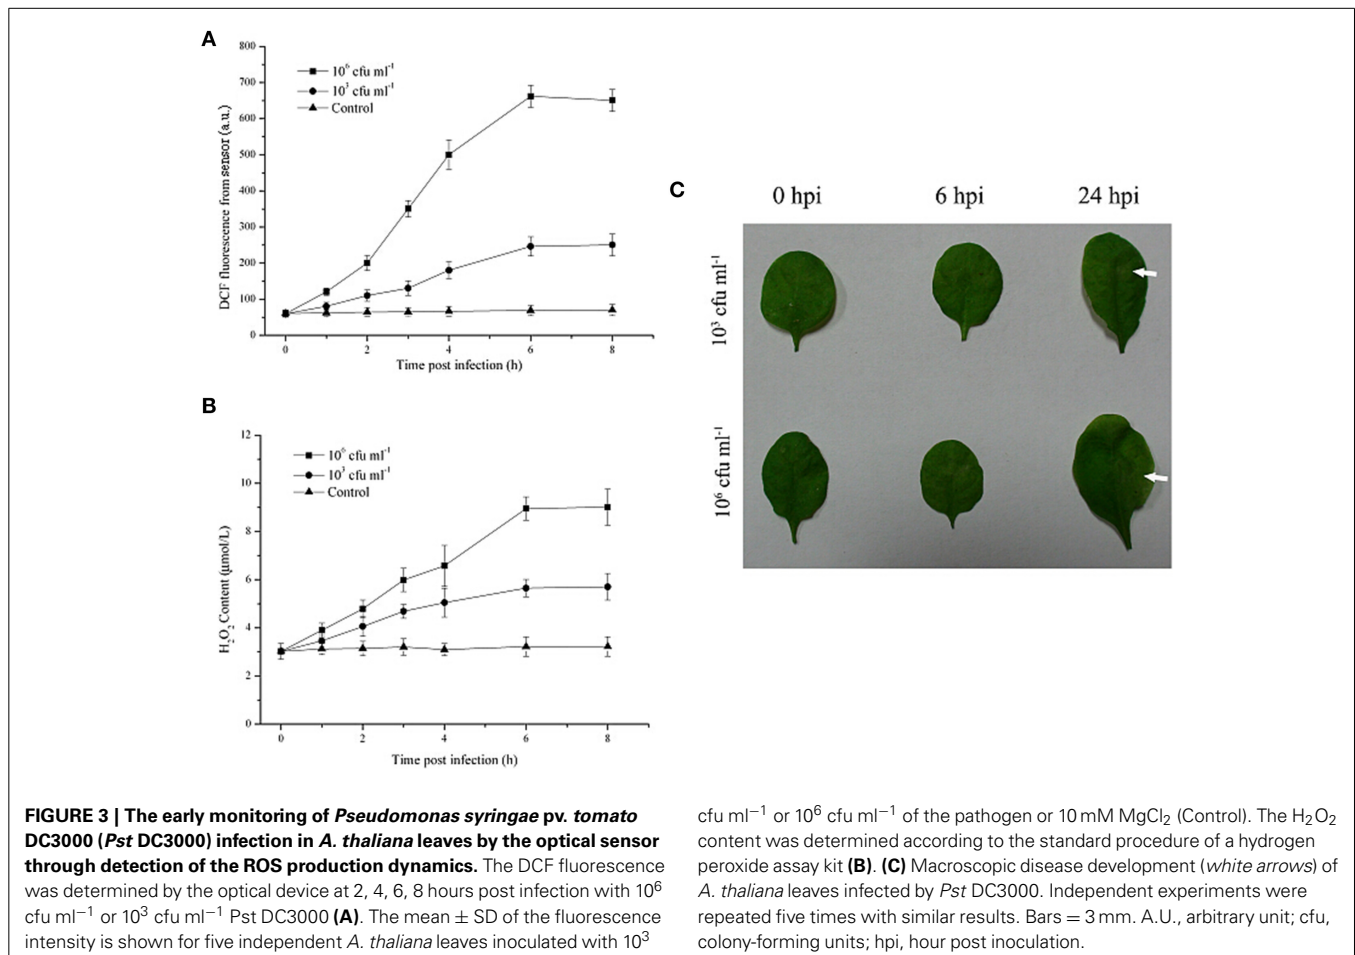 A
800
700
600
500
400
300
200
100
0
DCF fluorescence from sensor (a.u.)
10⁶ cfu ml⁻¹
10³ cfu ml⁻¹
Control
0 2 4 6 8
Time post infection (h)
B
12
10
8
6
4
2
0
H₂O₂ Content (μmol/L)
10⁶ cfu ml⁻¹
10³ cfu ml⁻¹
Control
0 2 4 6 8
Time post infection (h)
C
0 hpi 6 hpi 24 hpi
10³ cfu ml⁻¹
10⁶ cfu ml⁻¹
FIGURE 3 | The early monitoring of Pseudomonas syringae pv. tomato
DC3000 (Pst DC3000) infection in A. thaliana leaves by the optical sensor
through detection of the ROS production dynamics. The DCF fluorescence
was determined by the optical device at 2, 4, 6, 8 hours post infection with 10⁶
cfu ml⁻¹ or 10³ cfu ml⁻¹ Pst DC3000 (A). The mean ± SD of the fluorescence
intensity is shown for five independent A. thaliana leaves inoculated with 10³
cfu ml⁻¹ or 10⁶ cfu ml⁻¹ of the pathogen or 10 mM MgCl₂ (Control). The H₂O₂
content was determined according to the standard procedure of a hydrogen
peroxide assay kit (B). (C) Macroscopic disease development (white arrows) of
A. thaliana leaves infected by Pst DC3000. Independent experiments were
repeated five times with similar results. Bars = 3 mm. A.U., arbitrary unit; cfu,
colony-forming units; hpi, hour post inoculation.